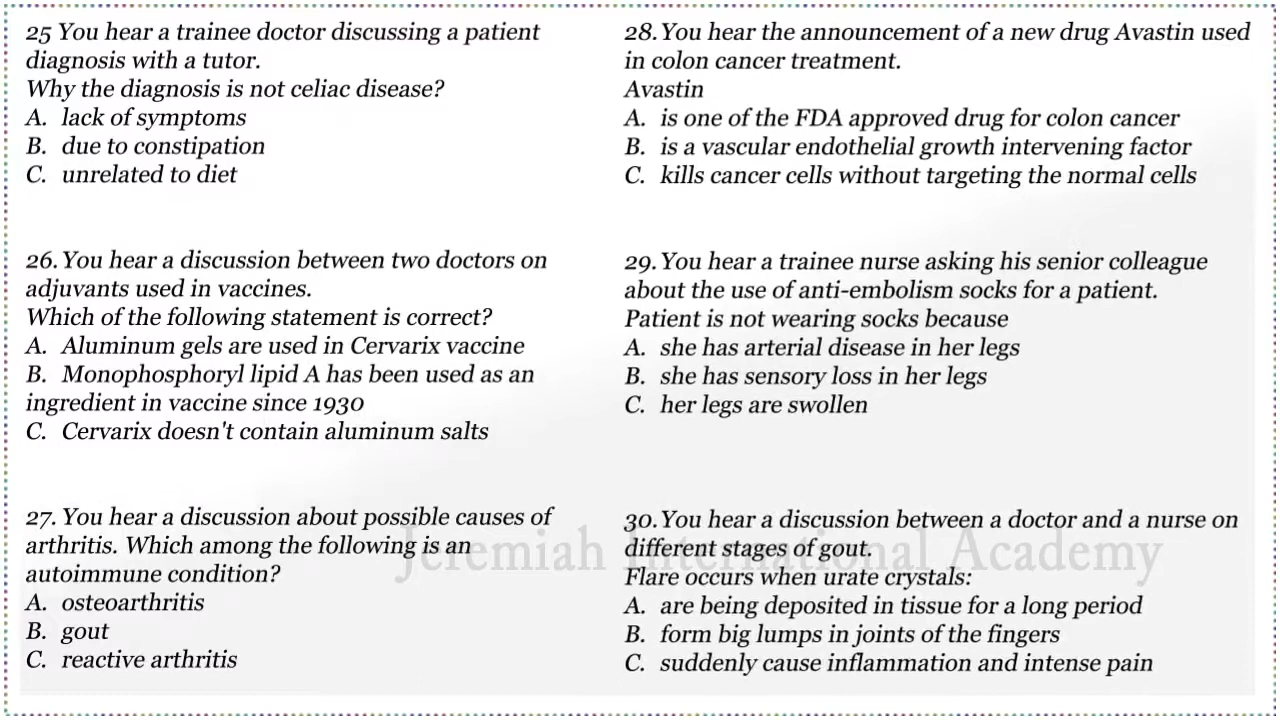 25 You hear a trainee doctor discussing a patient
diagnosis with a tutor.
Why the diagnosis is not celiac disease?
A. lack of symptoms
B. due to constipation
C. unrelated to diet
26. You hear a discussion between two doctors on
adjuvants used in vaccines.
Which of the following statement is correct?
A. Aluminum gels are used in Cervarix vaccine
B. Monophosphoryl lipid A has been used as an
ingredient in vaccine since 1930
C. Cervarix doesn't contain aluminum salts
27. You hear a discussion about possible causes of
arthritis. Which among the following is an
autoimmune condition?
A. osteoarthritis
B. gout
C. reactive arthritis
28. You hear the announcement of a new drug Avastin used
in colon cancer treatment.
Avastin
A. is one of the FDA approved drug for colon cancer
B. is a vascular endothelial growth intervening factor
C. kills cancer cells without targeting the normal cells
29. You hear a trainee nurse asking his senior colleague
about the use of anti-embolism socks for a patient.
Patient is not wearing socks because
A. she has arterial disease in her legs
B. she has sensory loss in her legs
C. her legs are swollen
30. You hear a discussion between a doctor and a nurse on
different stages of gout.
Flare occurs when urate crystals:
A. are being deposited in tissue for a long period
B. form big lumps in joints of the fingers
C. suddenly cause inflammation and intense pain
Jeremiah International Academy